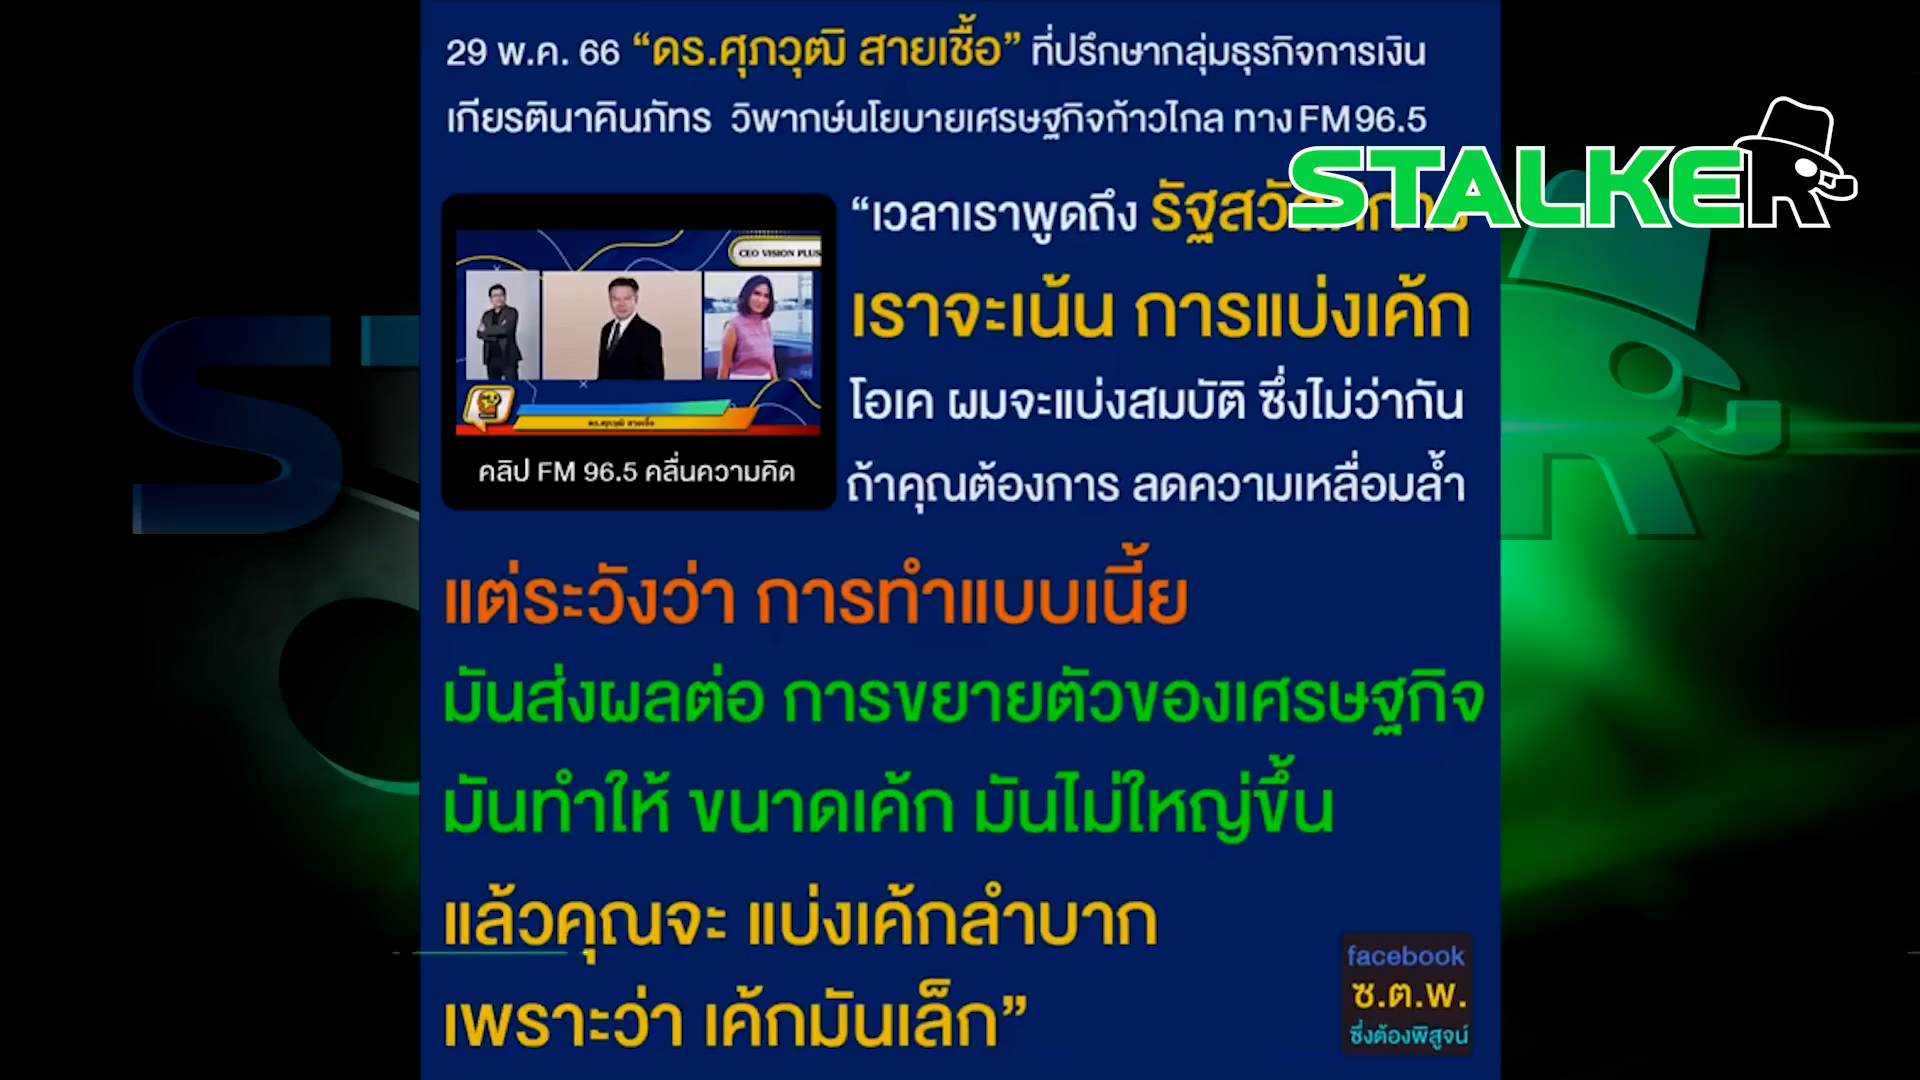 29 พ.ค. 66 “ดร.ศุภวุฒิ สายเชื้อ” ที่ปรึกษากลุ่มธุรกิจการเงิน
เกียรตินาคินภัทร วิพากษ์นโยบายเศรษฐกิจก้าวไกล ทาง FM 96.5
STALKER
“เวลาเราพูดถึง
เราจะเน้น การแบ่งเค้ก
โอเค ผมจะแบ่งสมบัติ ซึ่งไม่ว่ากัน
ถ้าคุณต้องการ ลดความเหลื่อมล้ำ
CEO VISION PLUS
ดร.ศุภวุฒิ สายเชื้อ
คลิป FM 96.5 คลื่นความคิด
แต่ระวังว่า การทำแบบเนี้ย
มันส่งผลต่อ การขยายตัวของเศรษฐกิจ
มันทำให้ ขนาดเค้ก มันไม่ใหญ่ขึ้น
แล้วคุณจะ แบ่งเค้กลำบาก
เพราะว่า เค้กมันเล็ก”
facebook
ซ.ต.พ.
ซึ่งต้องพิสูจน์